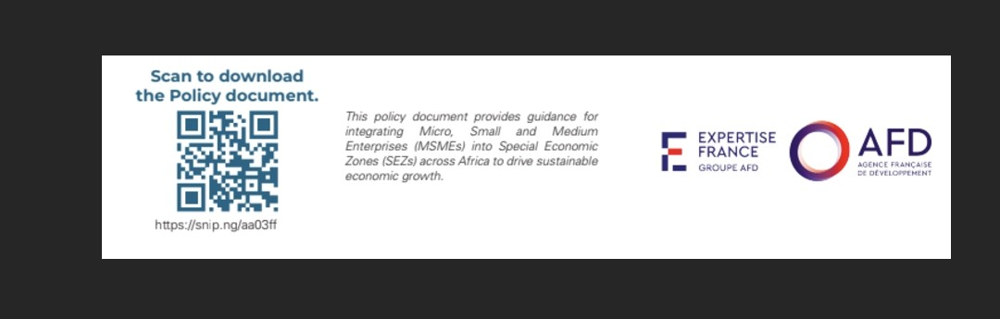 Scan to download
the Policy document.
https://snip.ng/aa03ff
This policy document provides guidance for
integrating Micro, Small and Medium
Enterprises (MSMEs) into Special Economic
Zones (SEZs) across Africa to drive sustainable
economic growth.
EXPERTISE
FRANCE
GROUPE AFD
AFD
AGENCE FRANÇAISE
DE DÉVELOPPEMENT